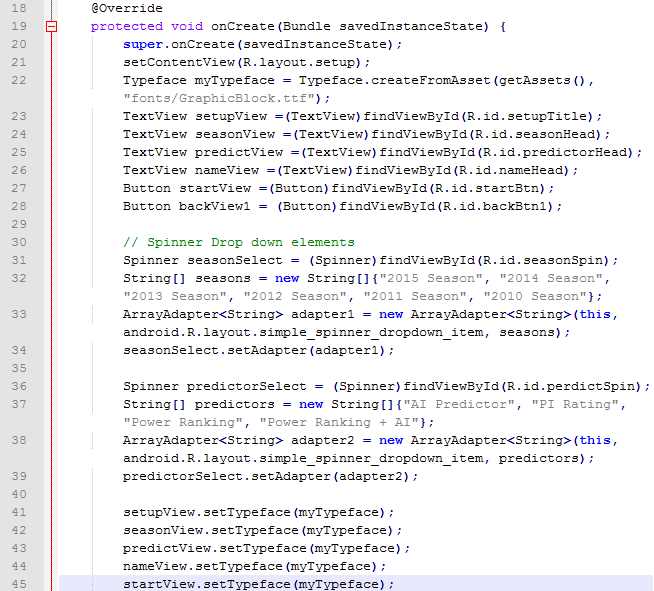 18 @Override
19 protected void onCreate(Bundle savedInstanceState) {
20 super.onCreate(savedInstanceState);
21 setContentView(R.layout.setup);
22 Typeface myTypeface = Typeface.createFromAsset(getAssets(),
"fonts/GraphicBlock.ttf");
23 TextView setupView =(TextView)findViewById(R.id.setupTitle);
24 TextView seasonView =(TextView)findViewById(R.id.seasonHead);
25 TextView predictView =(TextView)findViewById(R.id.predictorHead);
26 TextView nameView =(TextView)findViewById(R.id.nameHead);
27 Button startView =(Button)findViewById(R.id.startBtn);
28 Button backView1 = (Button)findViewById(R.id.backBtn1);
29
30 // Spinner Drop down elements
31 Spinner seasonSelect = (Spinner)findViewById(R.id.seasonSpin);
32 String[] seasons = new String[]{"2015 Season", "2014 Season",
"2013 Season", "2012 Season", "2011 Season", "2010 Season"};
33 ArrayAdapter<String> adapter1 = new ArrayAdapter<String>(this,
android.R.layout.simple_spinner_dropdown_item, seasons);
34 seasonSelect.setAdapter(adapter1);
35
36 Spinner predictorSelect = (Spinner)findViewById(R.id.perdictSpin);
37 String[] predictors = new String[]{"AI Predictor", "PI Rating",
"Power Ranking", "Power Ranking + AI"};
38 ArrayAdapter<String> adapter2 = new ArrayAdapter<String>(this,
android.R.layout.simple_spinner_dropdown_item, predictors);
39 predictorSelect.setAdapter(adapter2);
40
41 setupView.setTypeface(myTypeface);
42 seasonView.setTypeface(myTypeface);
43 predictView.setTypeface(myTypeface);
44 nameView.setTypeface(myTypeface);
45 startView.setTypeface(myTypeface);